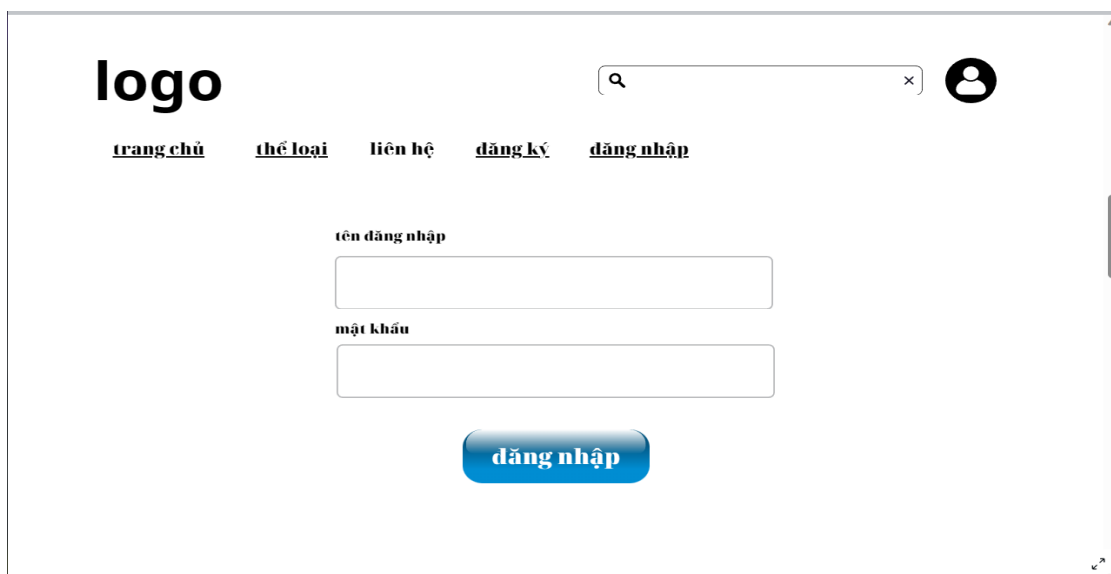 logo
trang chủ thể loại liên hệ đăng ký đăng nhập
tên đăng nhập
mật khẩu
đăng nhập